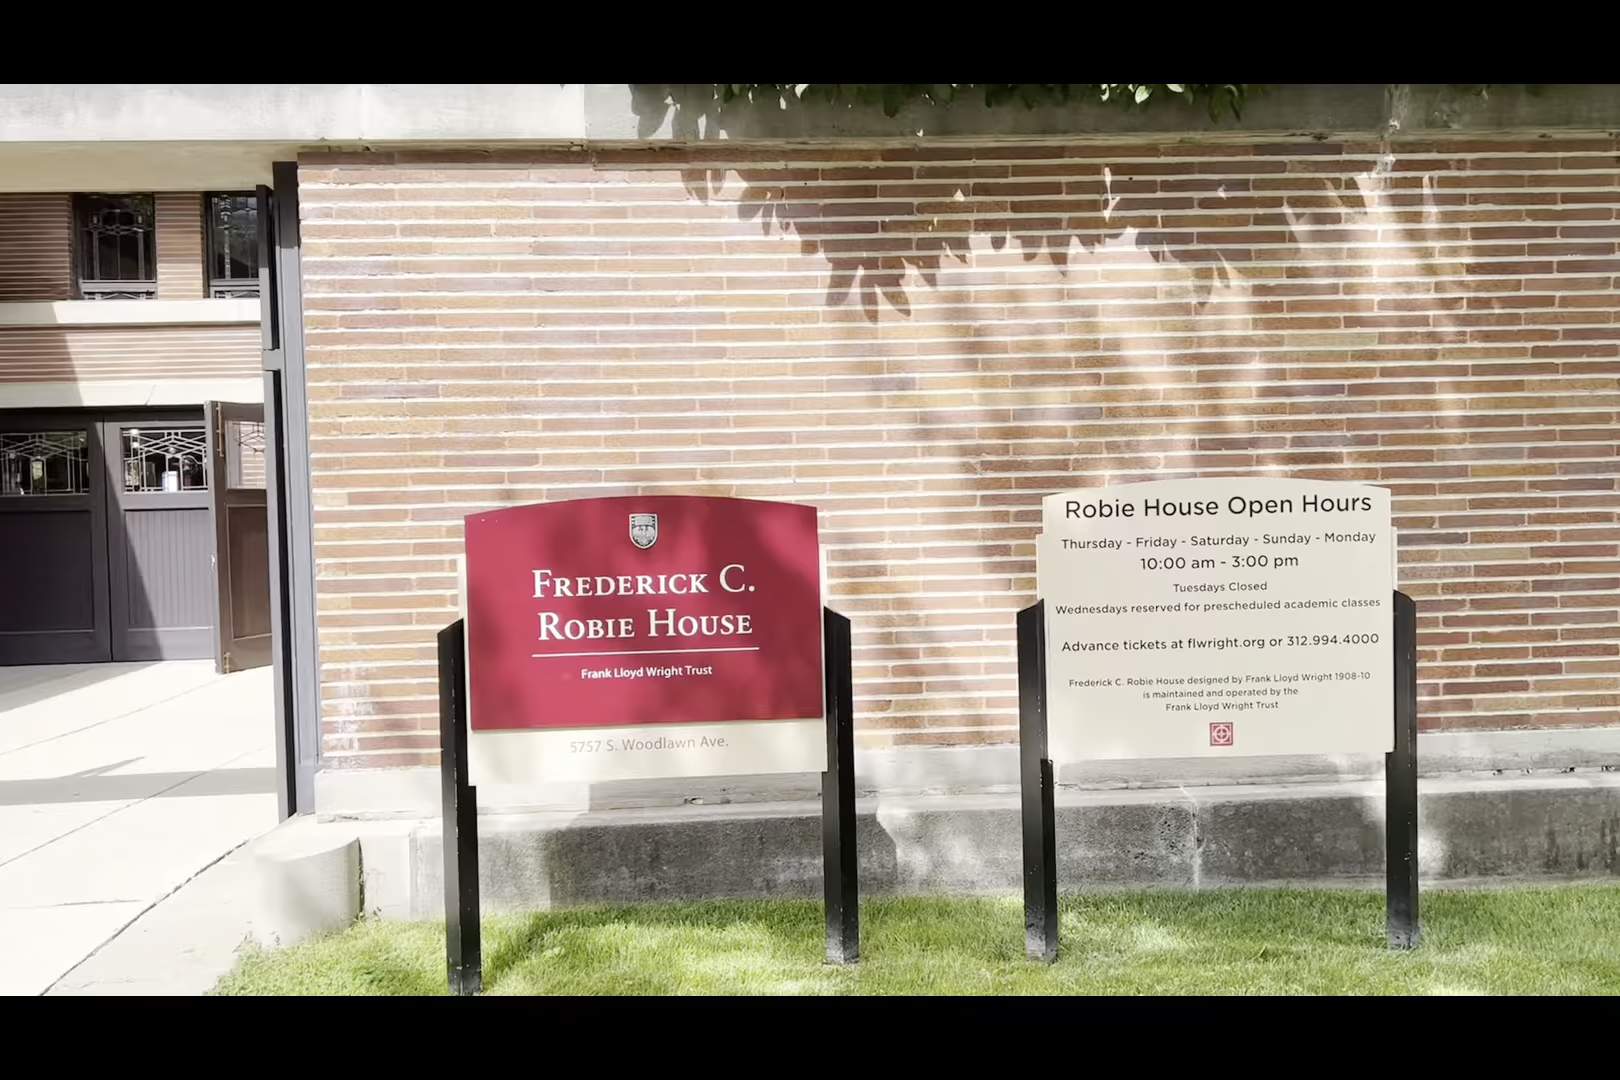 FREDERICK C.
ROBIE HOUSE
Frank Lloyd Wright Trust
5757 S. Woodlawn Ave.
Robie House Open Hours
Thursday - Friday - Saturday - Sunday - Monday
10:00 am - 3:00 pm
Tuesdays Closed
Wednesdays reserved for prescheduled academic classes
Advance tickets at flwright.org or 312.994.4000
Frederick C. Robie House designed by Frank Lloyd Wright 1908-10
is maintained and operated by the
Frank Lloyd Wright Trust